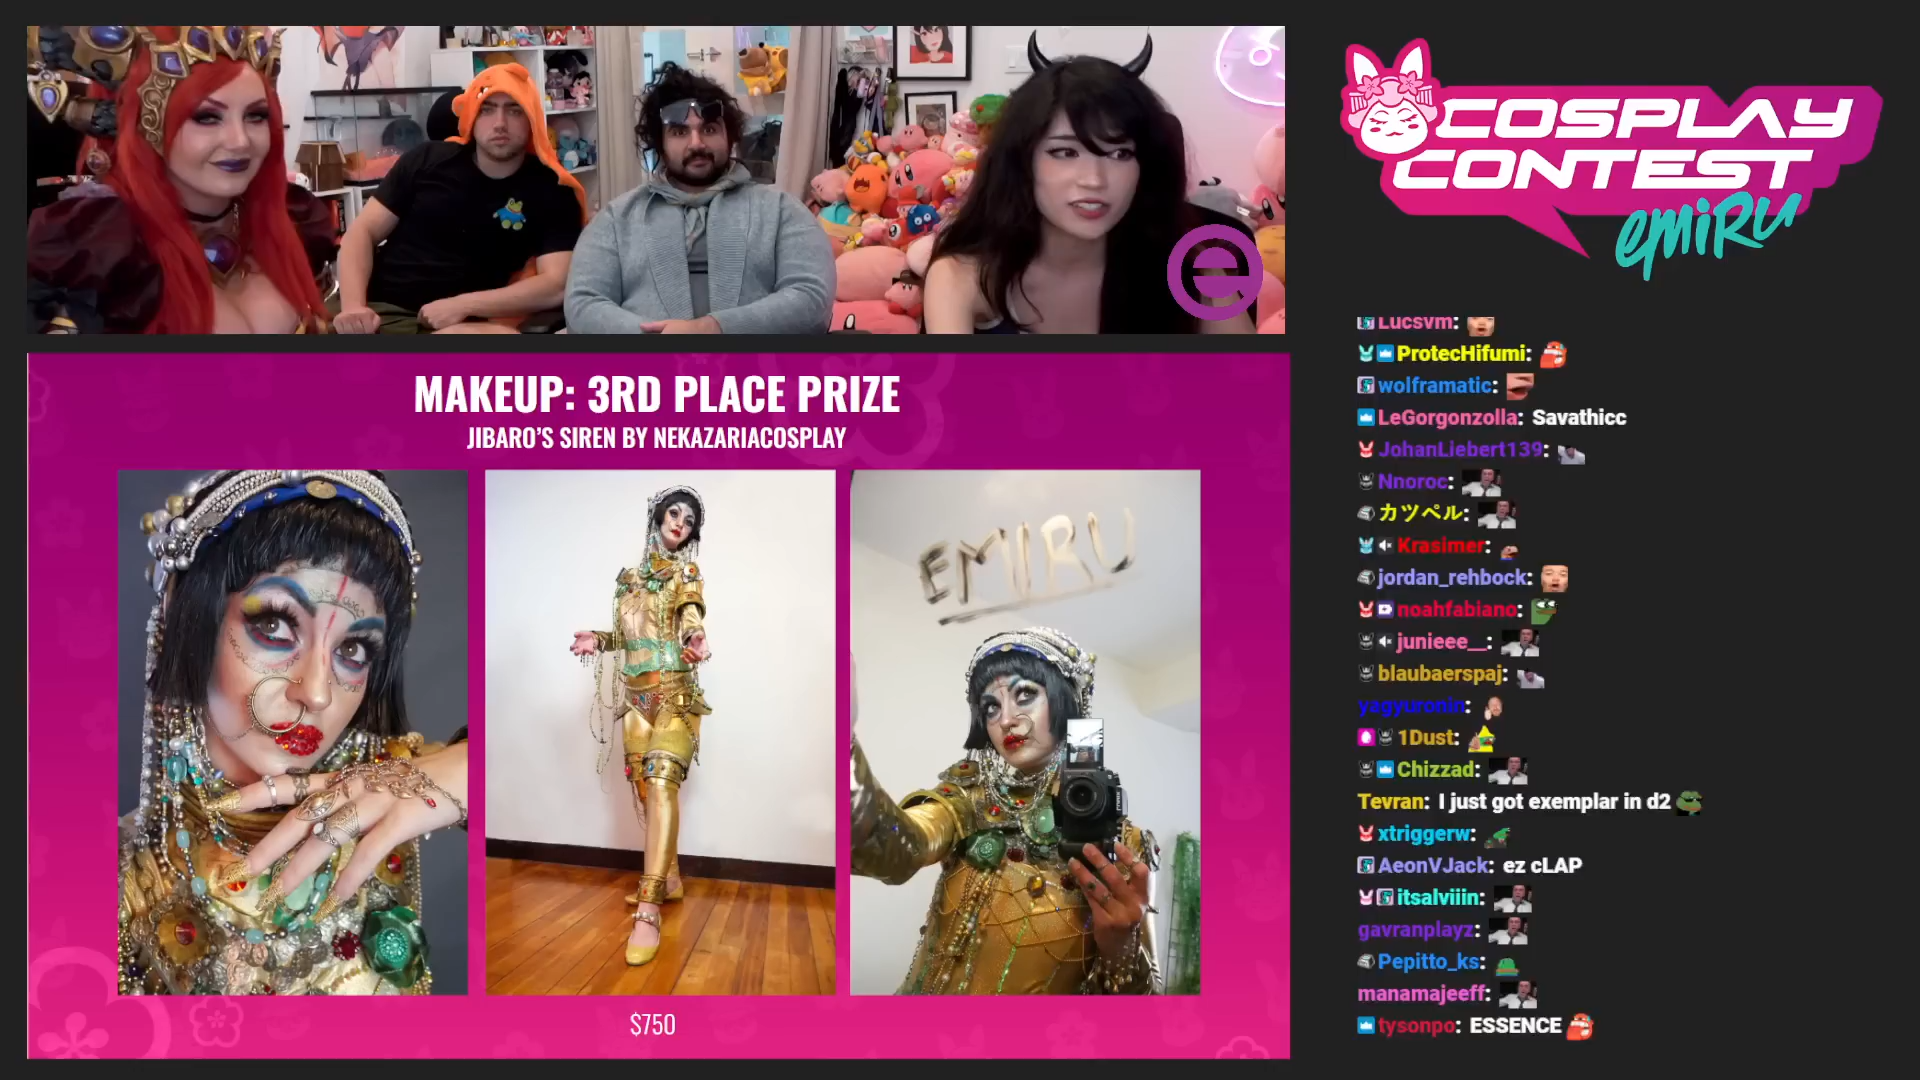 COSPLAY
CONTEST
emiru
e
MAKEUP: 3RD PLACE PRIZE
JIBARO'S SIREN BY NEKAZARIACOSPLAY
EMIRU
$750
Lucsvm:
ProtecHifumi:
wolframatic:
LeGorgonzolla: Savathicc
JohanLiebert139:
Nnoroc:
カツペル:
Krasimer:
jordan_rehbock:
noahfabiano:
junieee__:
blaubaerspaj:
yagyuronin:
1Dust:
Chizzad:
Tevran: I just got exemplar in d2
xtriggerw:
AeonVJack: ez cLAP
itsalviiin:
gavranplayz:
Pepitto_ks:
manamajeeff:
tysonpo: ESSENCE